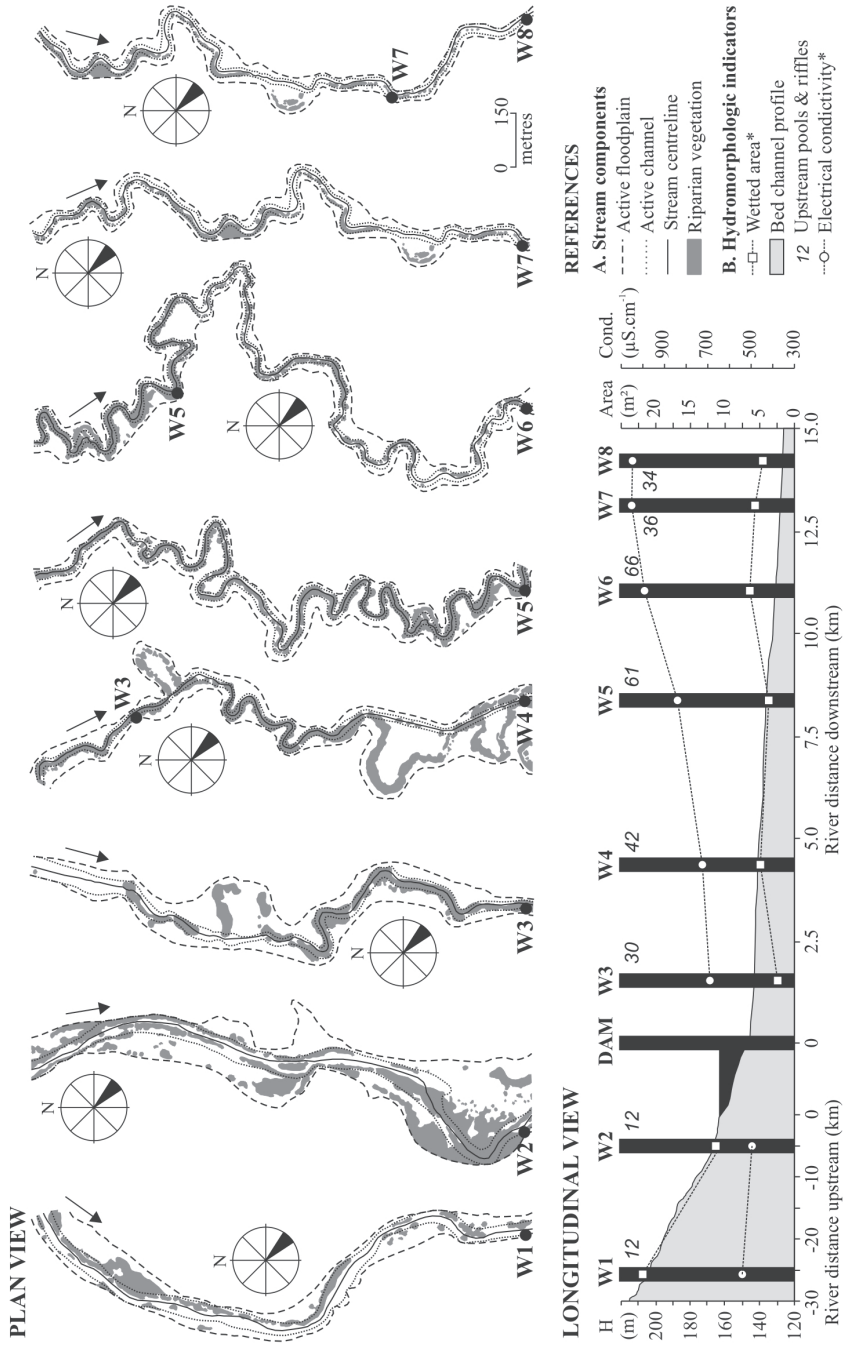 PLAN VIEW
N
W1
N
W2
N
W3
W3
N
W4
N
W5
W5
N
W6
N
W7
N
W7
W8
0 150
metres
LONGITUDINAL VIEW
H
(m)
200
180
160
140
120
W1
12
W2
12
DAM
W3
30
W4
42
W5
61
W6
66
W7
36
34
W8
Area
(m²)
20
15
10
5
0
Cond.
(µS.cm⁻¹)
900
700
500
300
-30 -20 -10 0
River distance upstream (km)
0 2.5 5.0 7.5 10.0 12.5 15.0
River distance downstream (km)
REFERENCES
A. Stream components
Active floodplain
Active channel
Stream centreline
Riparian vegetation
B. Hydromorphologic indicators
Wetted area*
Bed channel profile
12 Upstream pools & riffles
Electrical condictivity*